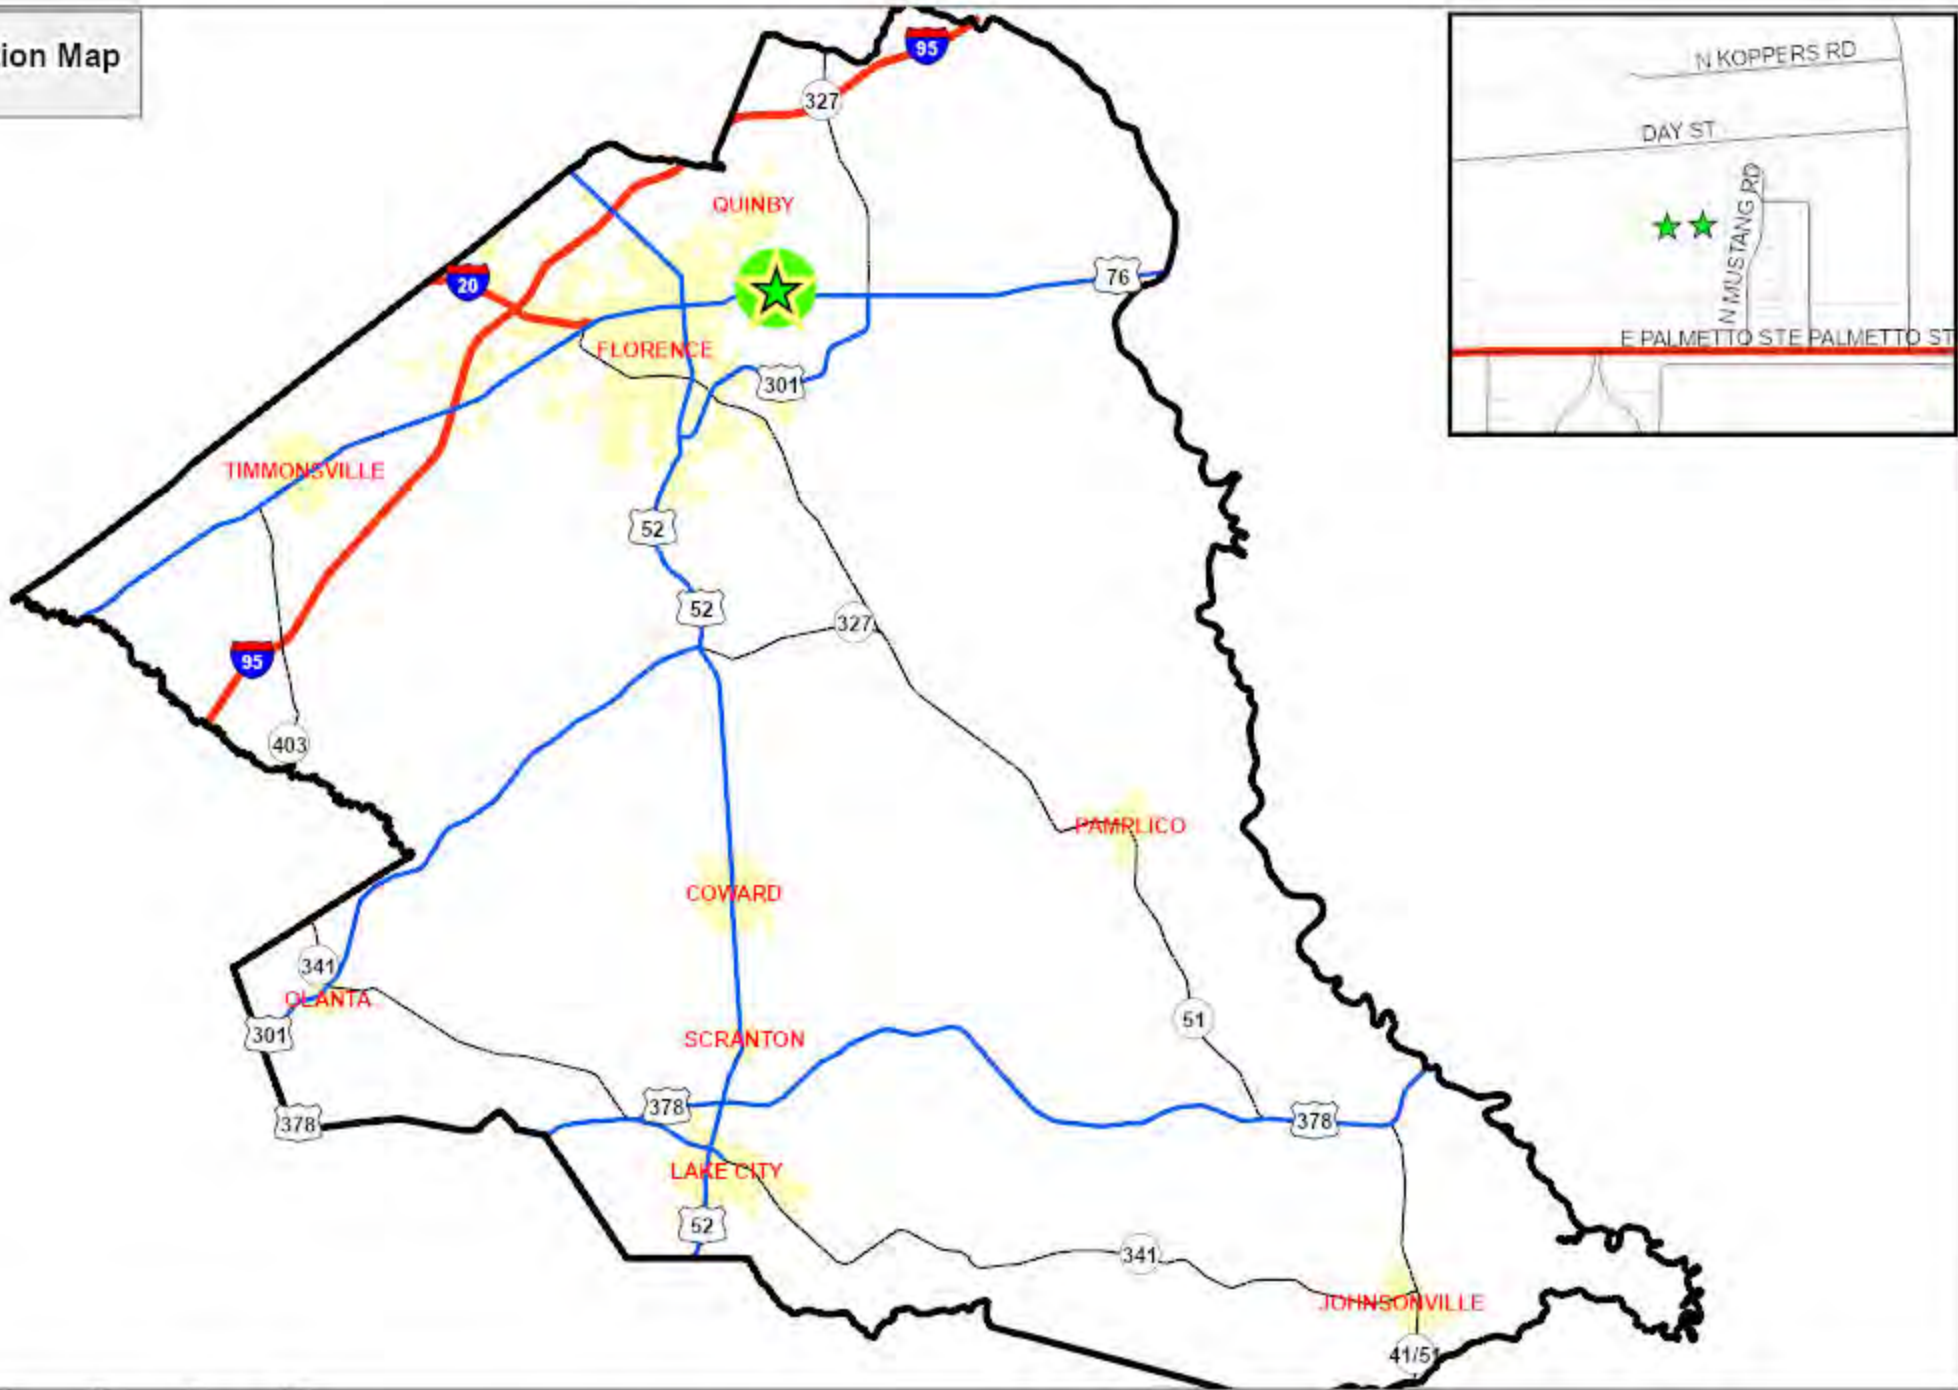 ion Map
95
327
N KOPPERS RD
DAY ST
N MUSTANG RD
E PALMETTO ST E PALMETTO ST
QUINBY
20
76
FLORENCE
301
TIMMONSVILLE
52
52
327
95
403
PAMPLICO
COWARD
341
OLANTA
301
51
SCRANTON
378
378
378
LAKE CITY
52
341
JOHNSONVILLE
41/51